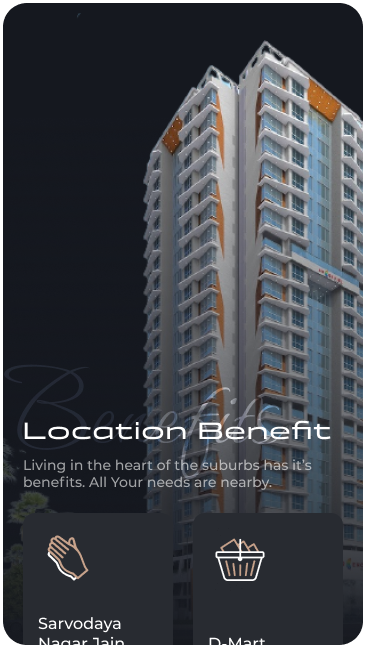 Benefits
Location Benefit
Living in the heart of the suburbs has it's
benefits. All Your needs are nearby.
Sarvodaya
Nagar Jain
D-Mart